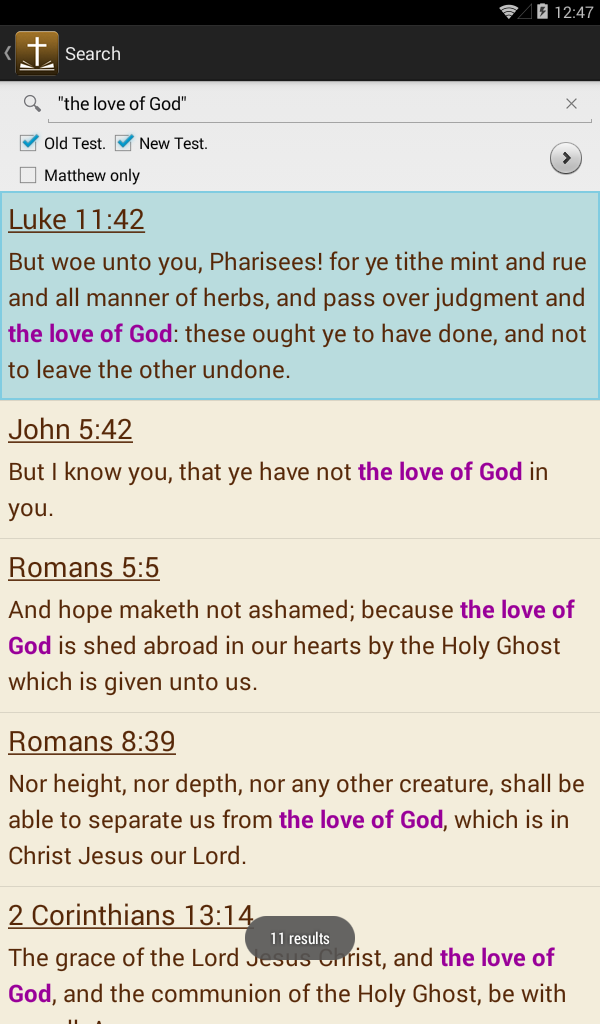 12:47
Search
"the love of God"
Old Test. New Test.
Matthew only
Luke 11:42
But woe unto you, Pharisees! for ye tithe mint and rue
and all manner of herbs, and pass over judgment and
the love of God: these ought ye to have done, and not
to leave the other undone.
John 5:42
But I know you, that ye have not the love of God in
you.
Romans 5:5
And hope maketh not ashamed; because the love of
God is shed abroad in our hearts by the Holy Ghost
which is given unto us.
Romans 8:39
Nor height, nor depth, nor any other creature, shall be
able to separate us from the love of God, which is in
Christ Jesus our Lord.
2 Corinthians 13:14
11 results
The grace of the Lord Jesus Christ, and the love of
God, and the communion of the Holy Ghost, be with